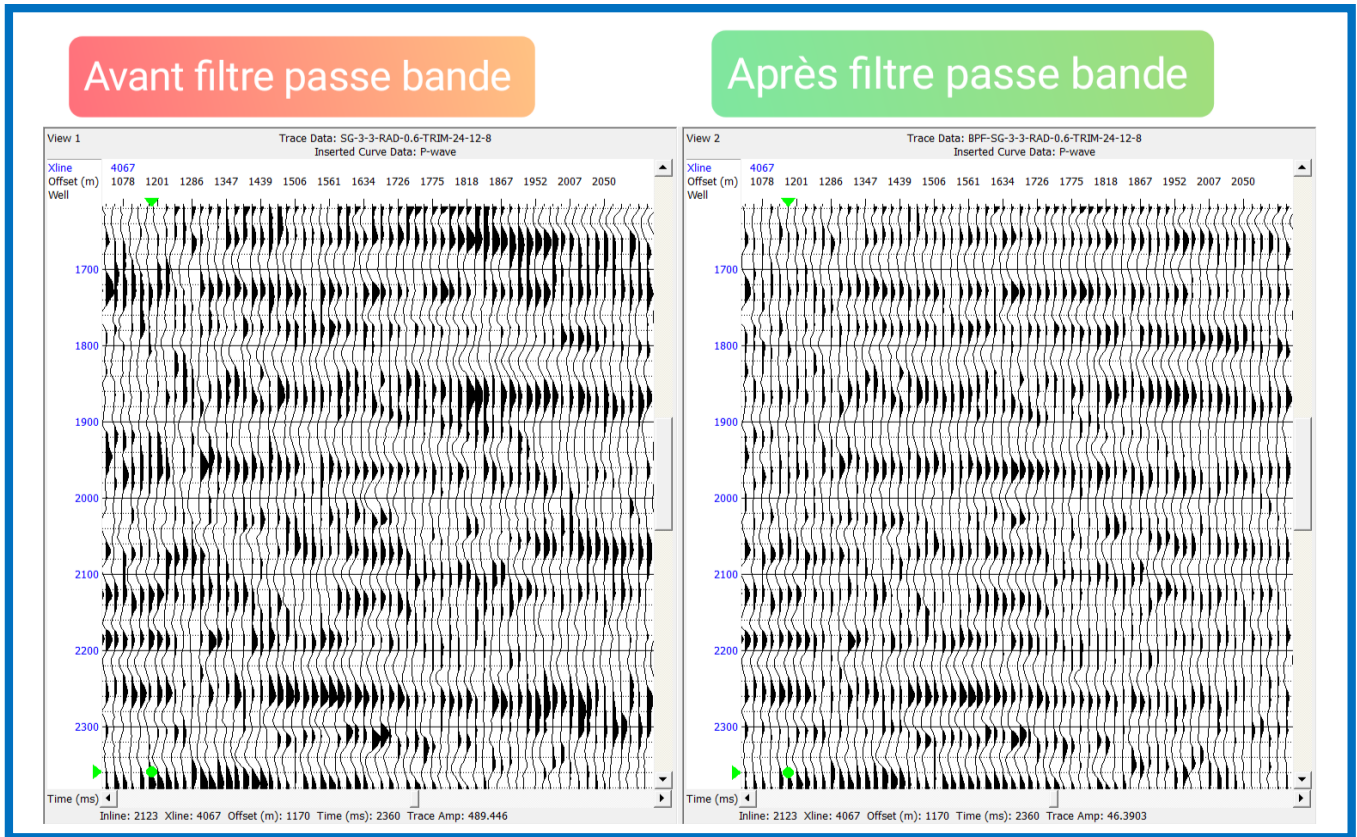 Avant filtre passe bande
Après filtre passe bande
View 1
Trace Data: SG-3-3-RAD-0.6-TRIM-24-12-8
Inserted Curve Data: P-wave
Xline 4067
Offset (m) 1078 1201 1286 1347 1439 1506 1561 1634 1726 1775 1818 1867 1952 2007 2050
Well
1700
1800
1900
2000
2100
2200
2300
Time (ms)
Inline: 2123 Xline: 4067 Offset (m): 1170 Time (ms): 2360 Trace Amp: 489.446
View 2
Trace Data: BPF-SG-3-3-RAD-0.6-TRIM-24-12-8
Inserted Curve Data: P-wave
Xline 4067
Offset (m) 1078 1201 1286 1347 1439 1506 1561 1634 1726 1775 1818 1867 1952 2007 2050
Well
1700
1800
1900
2000
2100
2200
2300
Time (ms)
Inline: 2123 Xline: 4067 Offset (m): 1170 Time (ms): 2360 Trace Amp: 46.3903